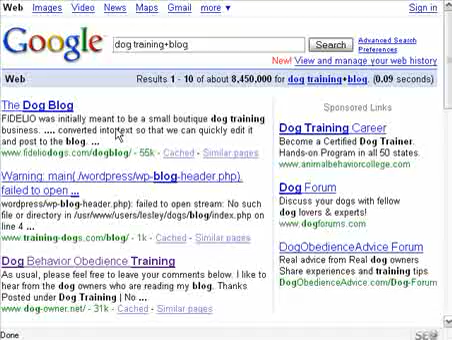 Web Images Video News Maps Gmail more ▼ Sign in
Google
dog training+blog Search Advanced Search
Preferences
New! View and manage your web history
Web Results 1 - 10 of about 8,450,000 for dog training+blog. (0.09 seconds)
The Dog Blog
FIDELIO was initially meant to be a small boutique dog training
business. .... converted into text so that we can quickly edit it
and post to the blog. ...
www.fideliodogs.com/dogblog/ - 55k - Cached - Similar pages
Warning: main(./wordpress/wp-blog-header.php).
failed to open ...
wordpress/wp-blog-header.php): failed to open stream: No such
file or directory in /usr/www/users/lesley/dogs/blog/index.php on
line 4 ...
www.training-dogs.com/blog/ - 1k - Cached - Similar pages
Dog Behavior Obedience Training
As usual, please feel free to leave your comments below. I like to
hear from the dog owners who are reading my blog. Thanks
Posted under Dog Training | No ...
www.dog-owner.net/ - 31k - Cached - Similar pages
Sponsored Links
Dog Training Career
Become a Certified Dog Trainer.
Hands-on Program in all 50 states.
www.animalbehaviorcollege.com
Dog Forum
Discuss your dogs with fellow
dog lovers & experts!
www.dogforums.com
DogObedienceAdvice Forum
Real advice from Real dog owners
Share experiences and training tips
DogObedienceAdvice.com/Dog-Forum
Done
SEO